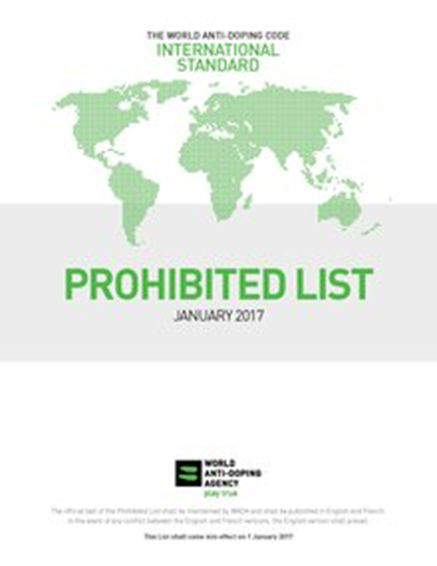 THE WORLD ANTI-DOPING CODE
INTERNATIONAL
STANDARD
PROHIBITED LIST
JANUARY 2017
WORLD
ANTI-DOPING
AGENCY
play true
The official text of the Prohibited List shall be maintained by WADA and shall be published in English and French.
In the event of any conflict between the English and French versions, the English version shall prevail.
This List shall come into effect on 1 January 2017